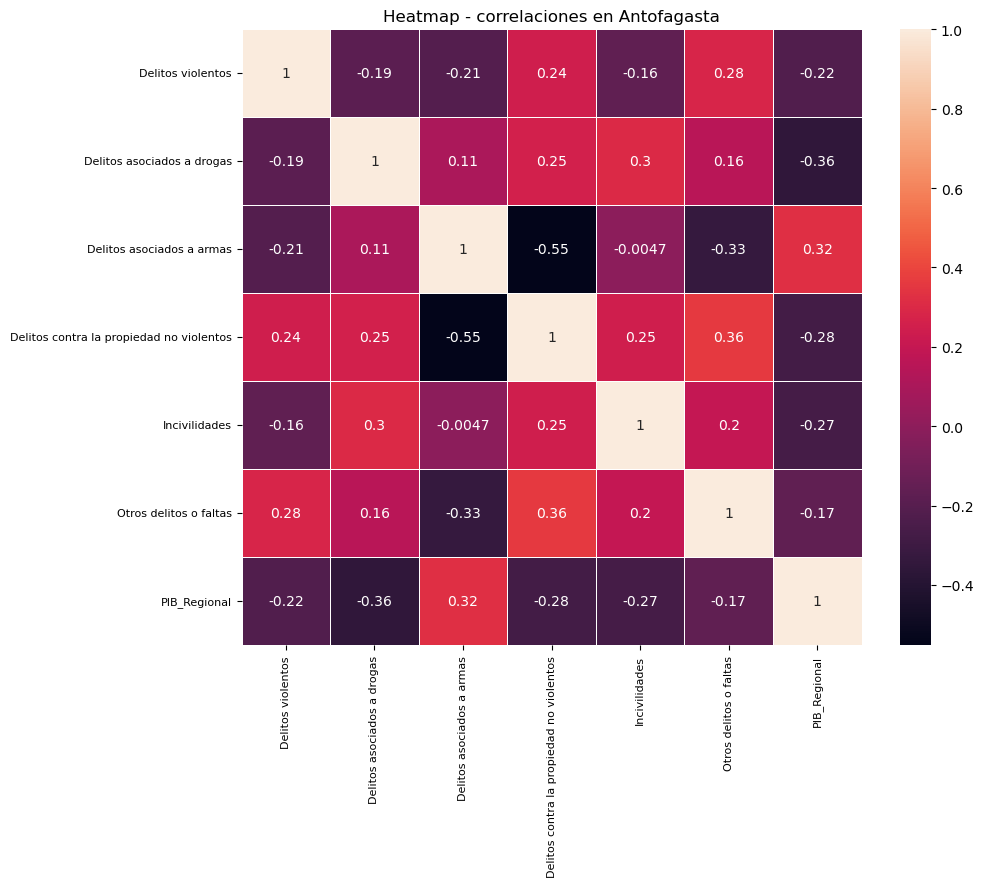 Heatmap - correlaciones en Antofagasta
Delitos violentos 1 -0.19 -0.21 0.24 -0.16 0.28 -0.22
Delitos asociados a drogas -0.19 1 0.11 0.25 0.3 0.16 -0.36
Delitos asociados a armas -0.21 0.11 1 -0.55 -0.0047 -0.33 0.32
Delitos contra la propiedad no violentos 0.24 0.25 -0.55 1 0.25 0.36 -0.28
Incivilidades -0.16 0.3 -0.0047 0.25 1 0.2 -0.27
Otros delitos o faltas 0.28 0.16 -0.33 0.36 0.2 1 -0.17
PIB_Regional -0.22 -0.36 0.32 -0.28 -0.27 -0.17 1
Delitos violentos
Delitos asociados a drogas
Delitos asociados a armas
Delitos contra la propiedad no violentos
Incivilidades
Otros delitos o faltas
PIB_Regional
1.0
0.8
0.6
0.4
0.2
0.0
−0.2
−0.4